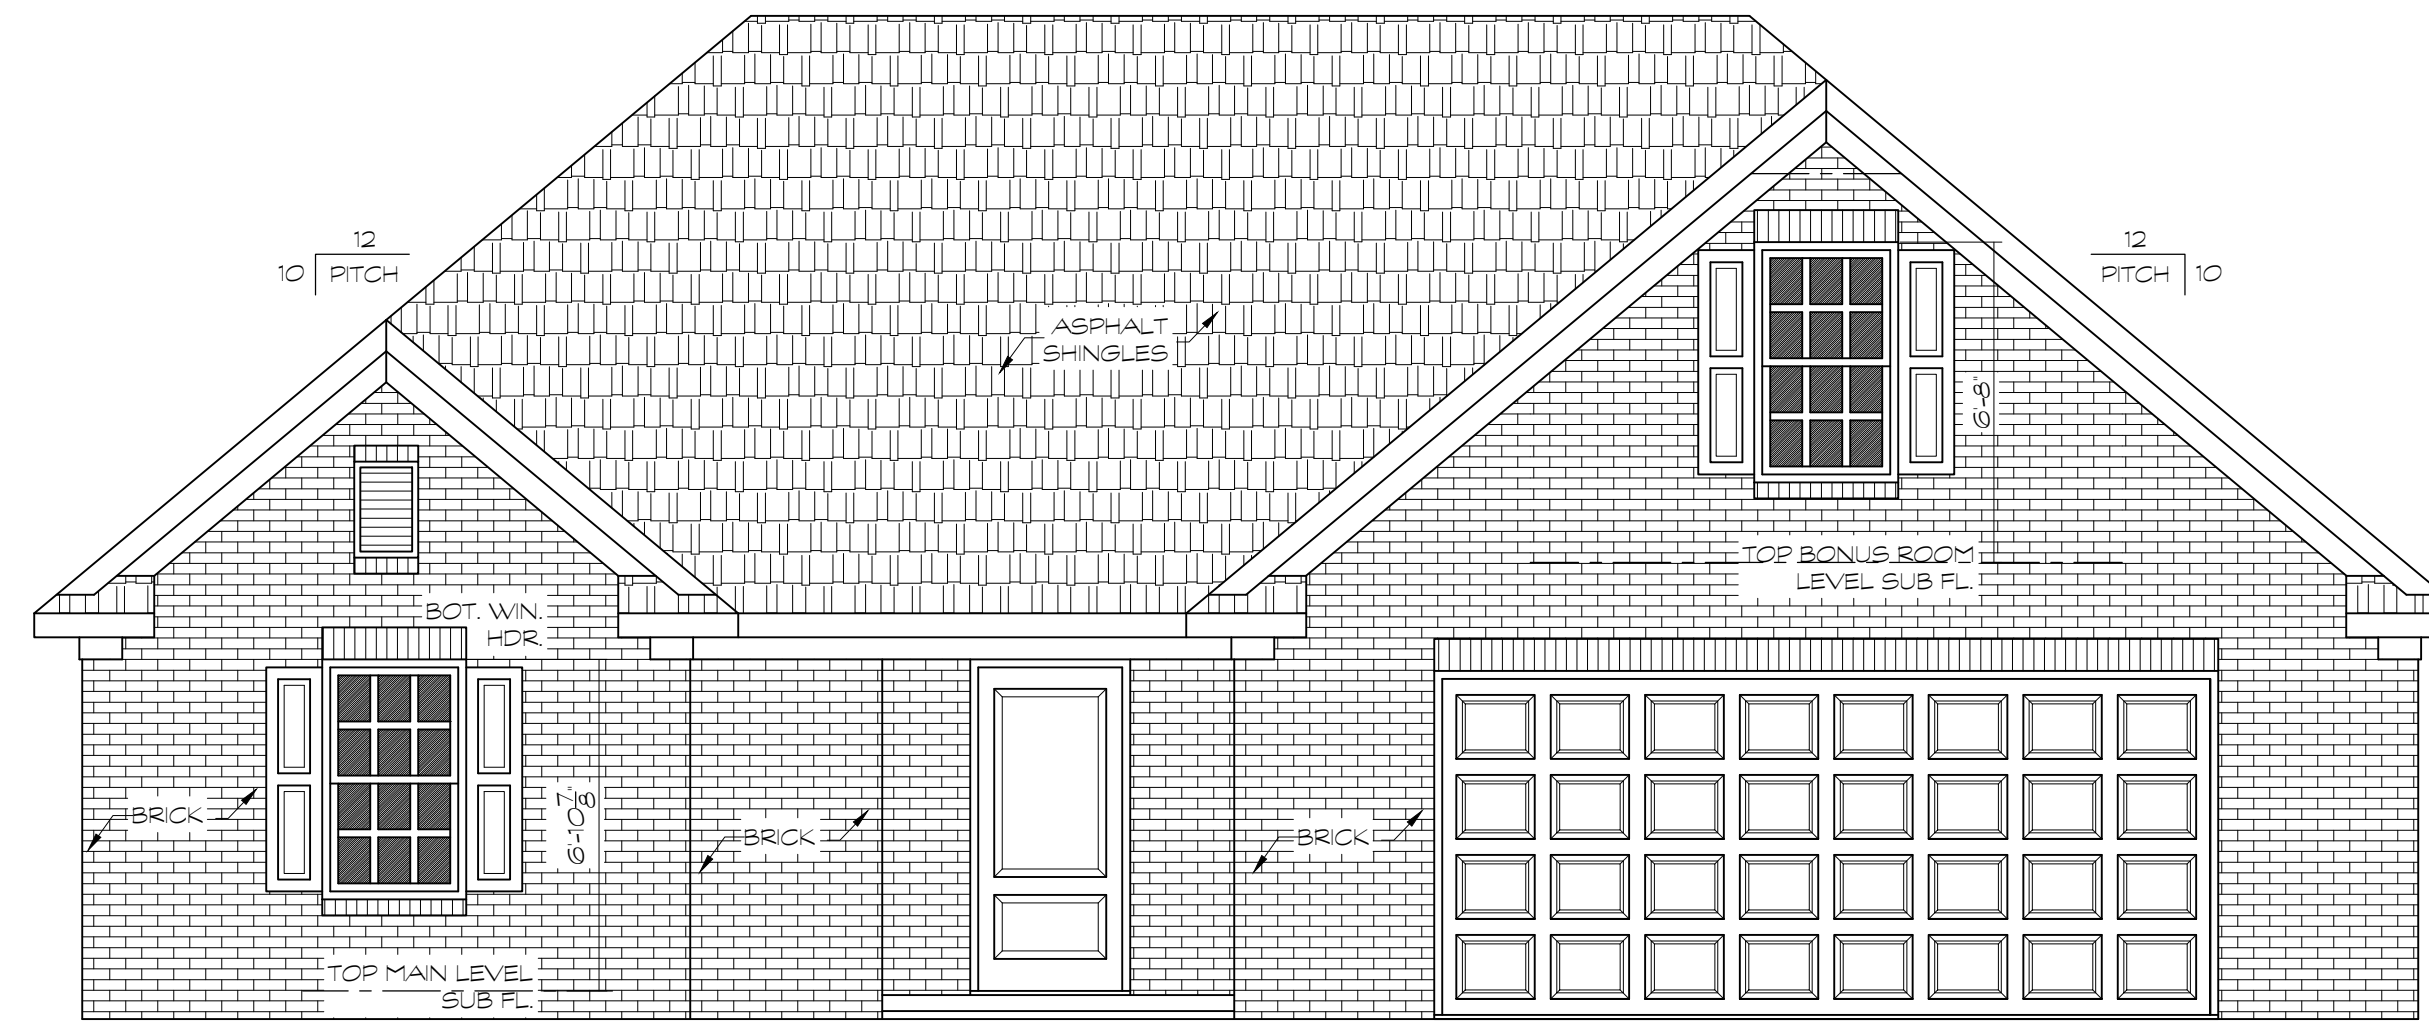 12
10 PITCH
12
PITCH 10
ASPHALT
SHINGLES
6'-8"
TOP BONUS ROOM
LEVEL SUB FL.
BOT. WIN.
HDR.
6'-10 7/8"
BRICK
BRICK
BRICK
TOP MAIN LEVEL
SUB FL.